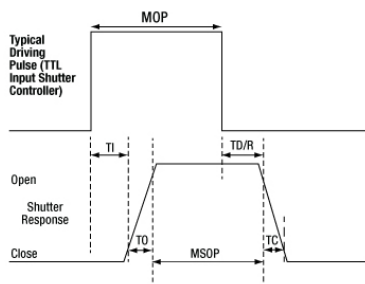 MOP
Typical
Driving
Pulse (TTL
Input Shutter
Controller)
TI
TD/R
Open
Shutter
Response
TO
TC
Close
MSOP